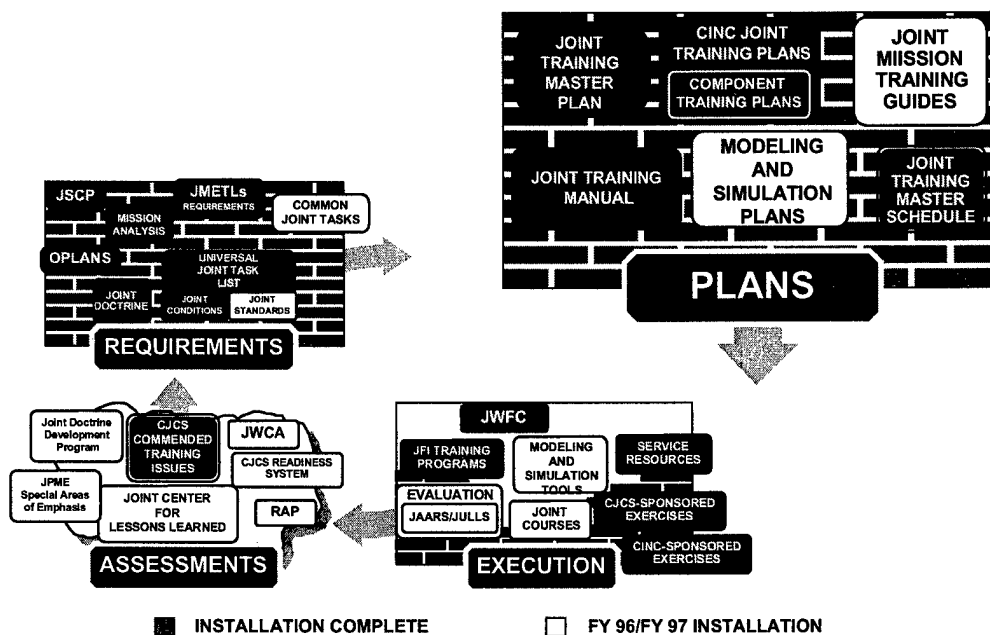 JOINT
TRAINING
MASTER
PLAN
CINC JOINT
TRAINING PLANS
COMPONENT
TRAINING PLANS
JOINT
MIISSION
TRAINING
GUIDES
JOINT TRAINING
MANUAL
MODELING
AND
SIMULATION
PLANS
JOINT
TRAINING
MASTER
SCHEDULE
PLANS
JSCP
JMETLs
REQUIREMENTS
COMMON
JOINT TASKS
MISSION
ANALYSIS
OPLANS
UNIVERSAL
JOINT TASK
LIST
JOINT
DOCTRINE
JOINT
CONDITIONS
JOINT
STANDARDS
REQUIREMENTS
Joint Doctrine
Development
Program
CJCS
COMMENDED
TRAINING
ISSUES
JWCA
CJCS READINESS
SYSTEM
JPME
Special Areas
of Emphasis
JOINT CENTER
FOR
LESSONS LEARNED
RAP
ASSESSMENTS
JWFC
JFI TRAINING
PROGRAMS
MODELING
AND
SIMULATION
TOOLS
SERVICE
RESOURCES
EVALUATION
JAARS/JULLS
JOINT
COURSES
CJCS-SPONSORED
EXERCISES
CINC-SPONSORED
EXERCISES
EXECUTION
INSTALLATION COMPLETE
FY 96/FY 97 INSTALLATION